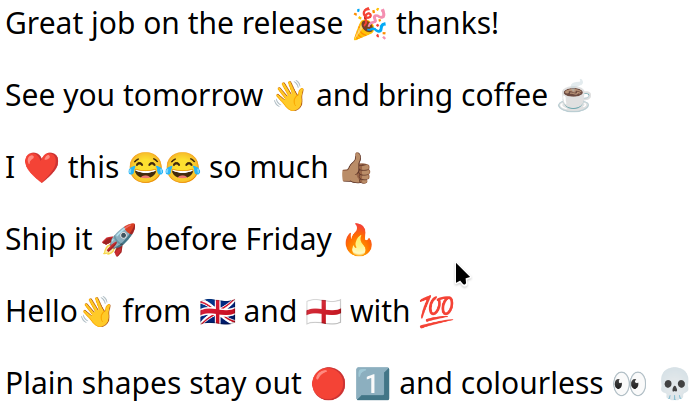 Great job on the release 🎉 thanks!
See you tomorrow 👋 and bring coffee ☕
I ❤️ this 😂😂 so much 👍🏽
Ship it 🚀 before Friday 🔥
Hello👋 from 🇬🇧 and 🏴󠁧󠁢󠁥󠁮󠁧󠁿 with 💯
Plain shapes stay out 🔴 1️⃣ and colourless 👀 💀